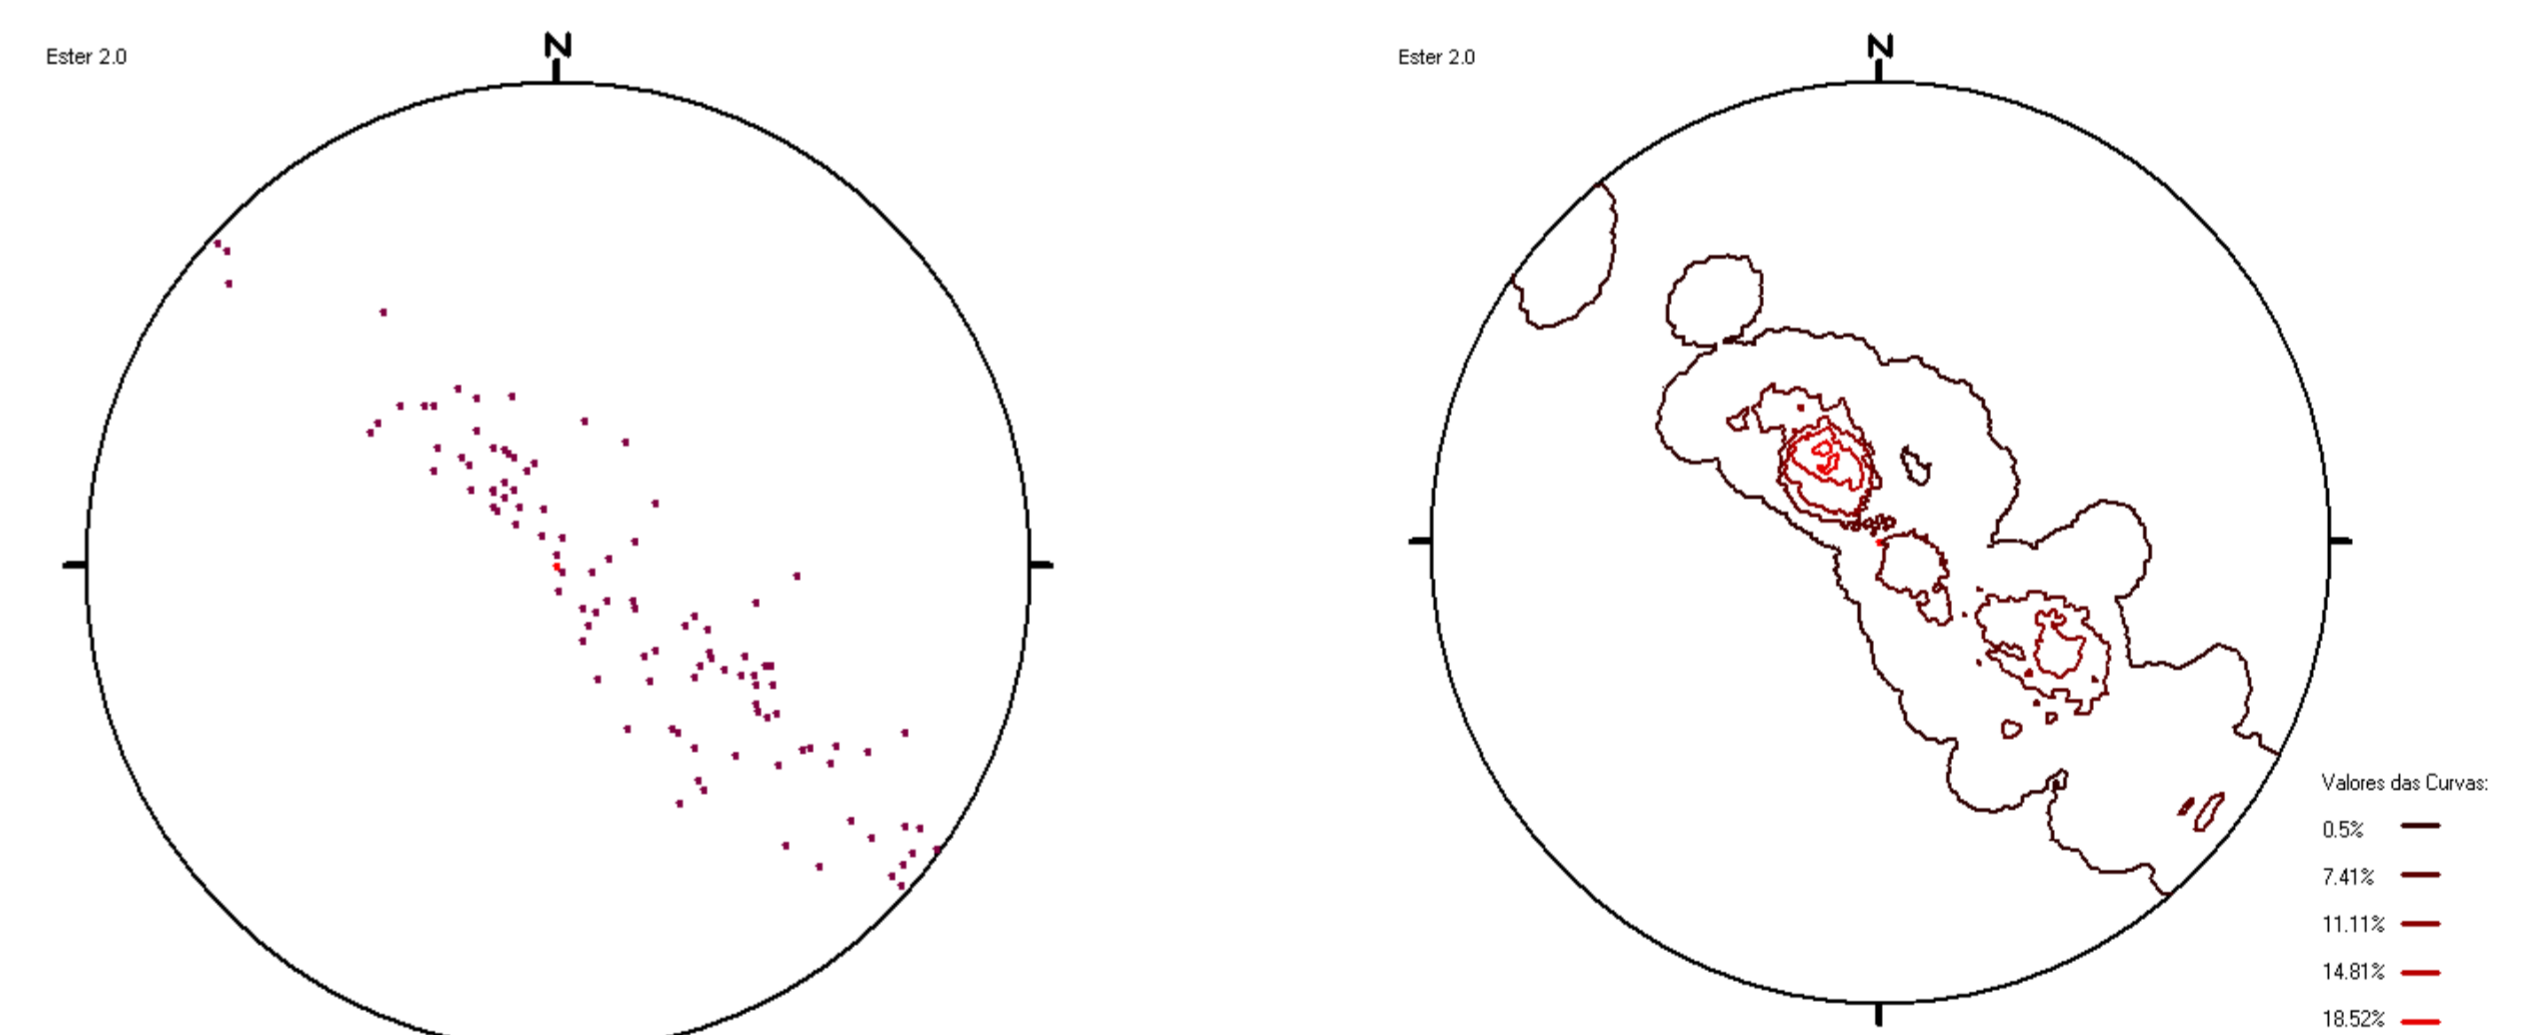 Ester 2.0
N
Ester 2.0
N
Valores das Curvas:
0.5%
7.41%
11.11%
14.81%
18.52%